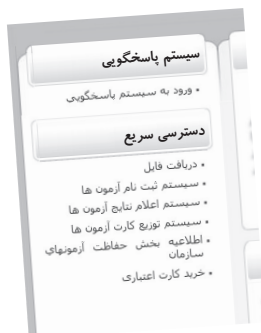 سیستم پاسخگویی
ورود به سیستم پاسخگویی
دسترسی سریع
دریافت فایل
سیستم ثبت نام آزمون ها
سیستم اعلام نتایج آزمون ها
سیستم توزیع کارت آزمون ها
اطلاعیه بخش حفاظت آزمونهاي
سازمان
خرید کارت اعتباری